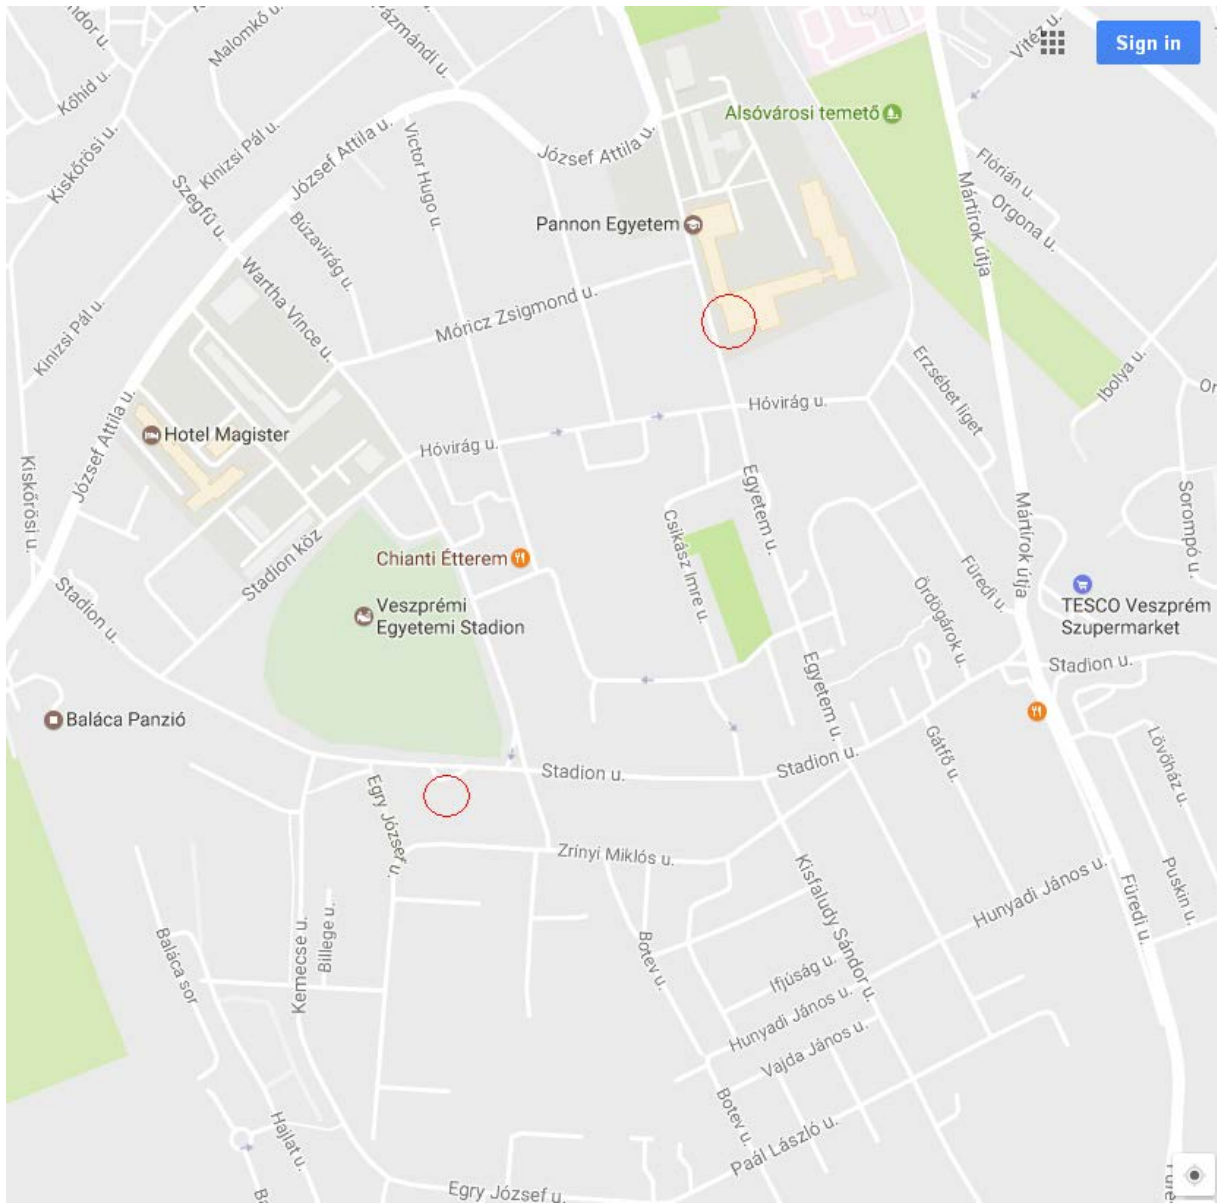 Malomkő u.
Vitéz u.
Sign in
Kőhíd u.
Alsóvárosi temető
Kiskőrösi u.
Kinizsi Pál u.
József Attila u.
Victor Hugo u.
József Attila u.
Flórián u.
Orgona u.
Mártírok útja
Szegfű u.
Búzavirág u.
Pannon Egyetem
Wartha Vince u.
Móricz Zsigmond u.
Kinizsi Pál u.
Erzsébet liget
Ibolya u.
József Attila u.
Hotel Magister
Hóvirág u.
Hóvirág u.
Kiskőrösi u.
Egyetem u.
Mártírok útja
Sorompó u.
Stadion köz
Chianti Étterem
Csikász Imre u.
Füredi u.
Ördögárok u.
Stadion u.
Veszprémi
Egyetemi Stadion
TESCO Veszprém
Szupermarket
Stadion u.
Egyetem u.
Baláca Panzió
Gátfő u.
Lövőház u.
Stadion u.
Stadion u.
Egry József u.
Zrínyi Miklós u.
Kisfaludy Sándor u.
Hunyadi János u.
Füredi u.
Puskin u.
Baláca sor
Kemecse u.
Billege u.
Botev u.
Ifjúság u.
Hunyadi János u.
Vajda János u.
Hajlat u.
Botev u.
Paál László u.
Egry József u.